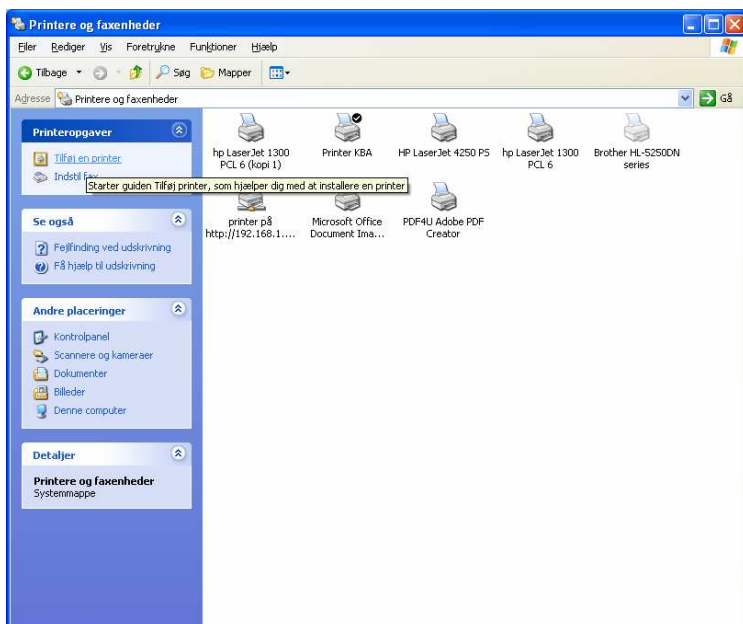 Printere og faxenheder
Filer Rediger Vis Foretrukne Funktioner Hjælp
Tilbage Søg Mapper
Adresse Printere og faxenheder Gå
Printeropgaver
Tilføj en printer
Indstil fax
Starter guiden Tilføj printer, som hjælper dig med at installere en printer
Se også
Fejlfinding ved udskrivning
Få hjælp til udskrivning
Andre placeringer
Kontrolpanel
Scannere og kameraer
Dokumenter
Billeder
Denne computer
Detaljer
Printere og faxenheder
Systemmappe
hp LaserJet 1300
PCL 6 (kopi 1)
Printer KBA
HP LaserJet 4250 PS
hp LaserJet 1300
PCL 6
Brother HL-5250DN
series
printer på
http://192.168.1....
Microsoft Office
Document Ima...
PDF4U Adobe PDF
Creator